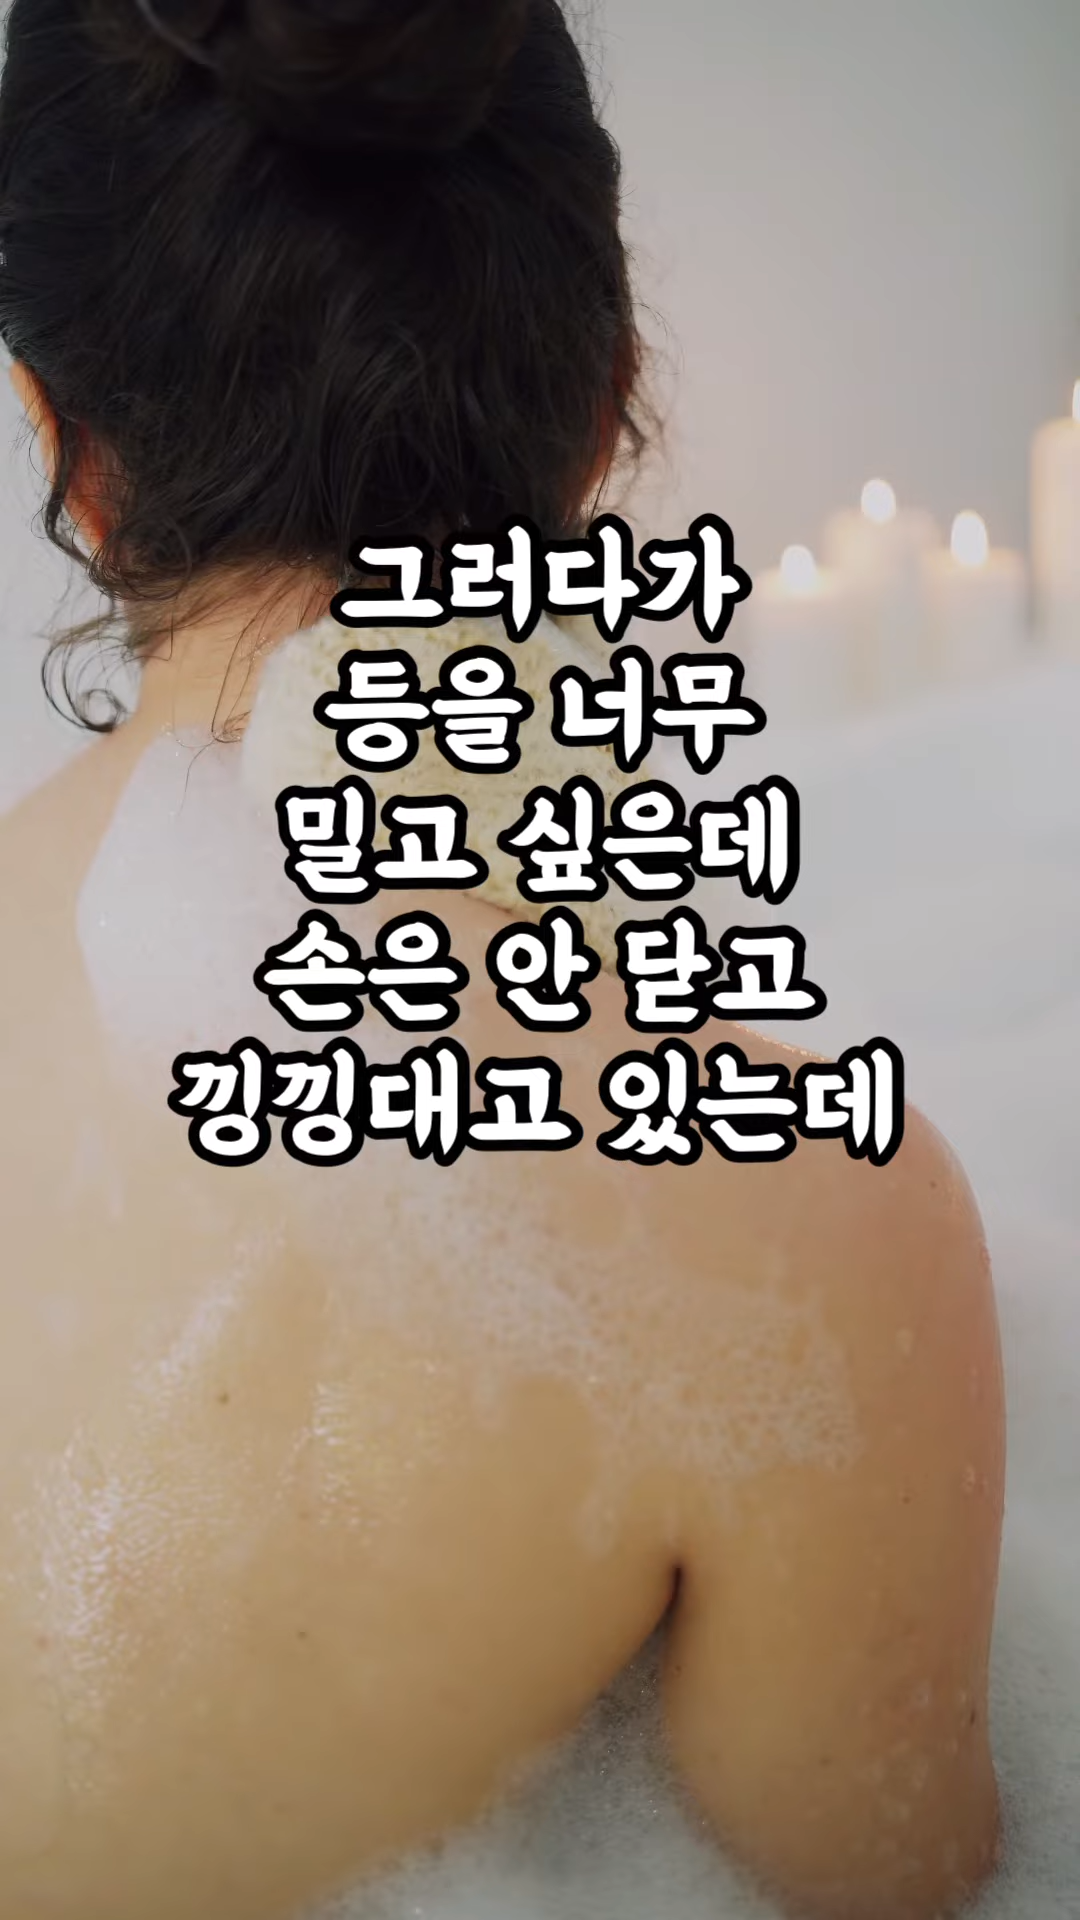 그러다가
등을 너무
밀고 싶은데
손은 안 닫고
낑낑대고 있는데